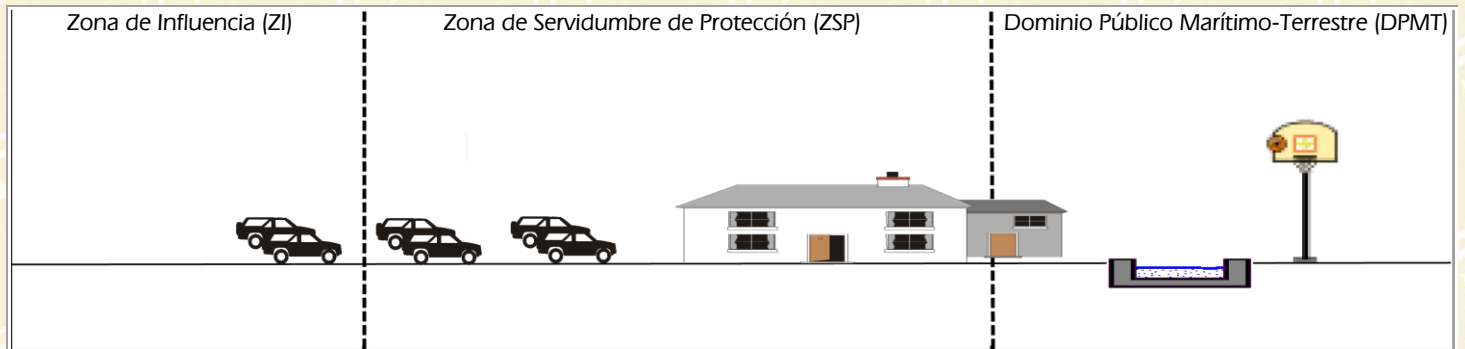 Zona de Influencia (ZI)
Zona de Servidumbre de Protección (ZSP)
Dominio Público Marítimo-Terrestre (DPMT)